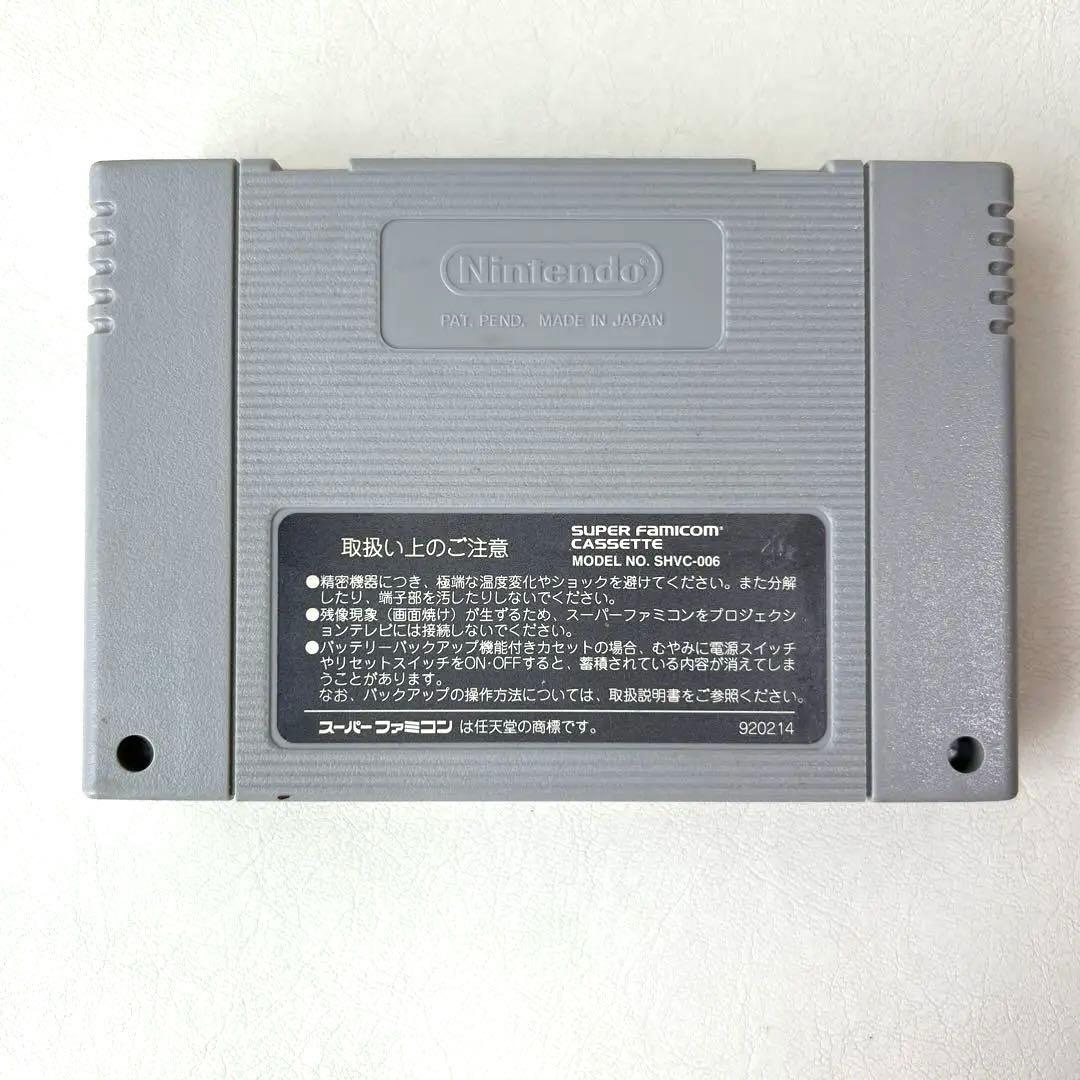 Nintendo
PAT. PEND. MADE IN JAPAN
取扱い上のご注意
SUPER FAMICOM
CASSETTE
MODEL NO. SHVC-006
●精密機器につき、極端な温度変化やショックを避けてください。また分解
したり、端子部を汚したりしないでください。
●残像現象（画面焼け）が生ずるため、スーパーファミコンをプロジェクシ
ョンテレビには接続しないでください。
●バッテリーバックアップ機能付きカセットの場合、むやみに電源スイッチ
やリセットスイッチをON・OFFすると、蓄積されている内容が消えてしま
うことがあります。
なお、バックアップの操作方法については、取扱説明書をご参照ください。
スーパーファミコン は任天堂の商標です。
920214